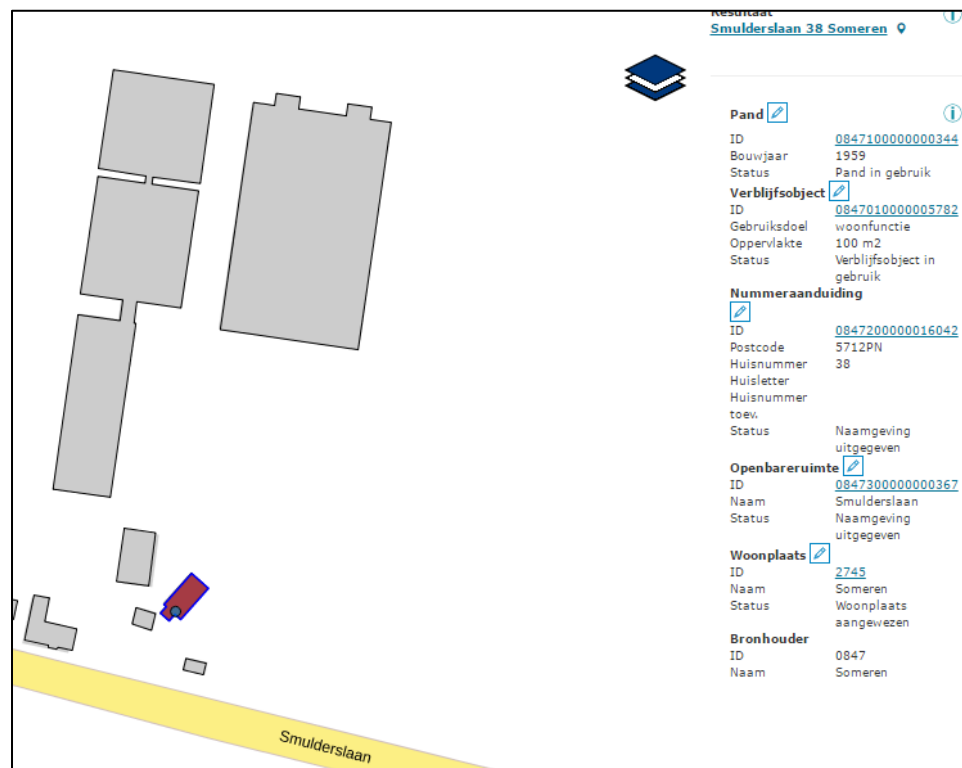 Resultaat
Smulderslaan 38 Someren
Pand
ID 0847100000000344
Bouwjaar 1959
Status Pand in gebruik
Verblijfsobject
ID 0847010000005782
Gebruiksdoel woonfunctie
Oppervlakte 100 m2
Status Verblijfsobject in
gebruik
Nummeraanduiding
ID 0847200000016042
Postcode 5712PN
Huisnummer 38
Huisletter
Huisnummer
toev.
Status Naamgeving
uitgegeven
Openbareruimte
ID 0847300000000367
Naam Smulderslaan
Status Naamgeving
uitgegeven
Woonplaats
ID 2745
Naam Someren
Status Woonplaats
aangewezen
Bronhouder
ID 0847
Naam Someren
Smulderslaan